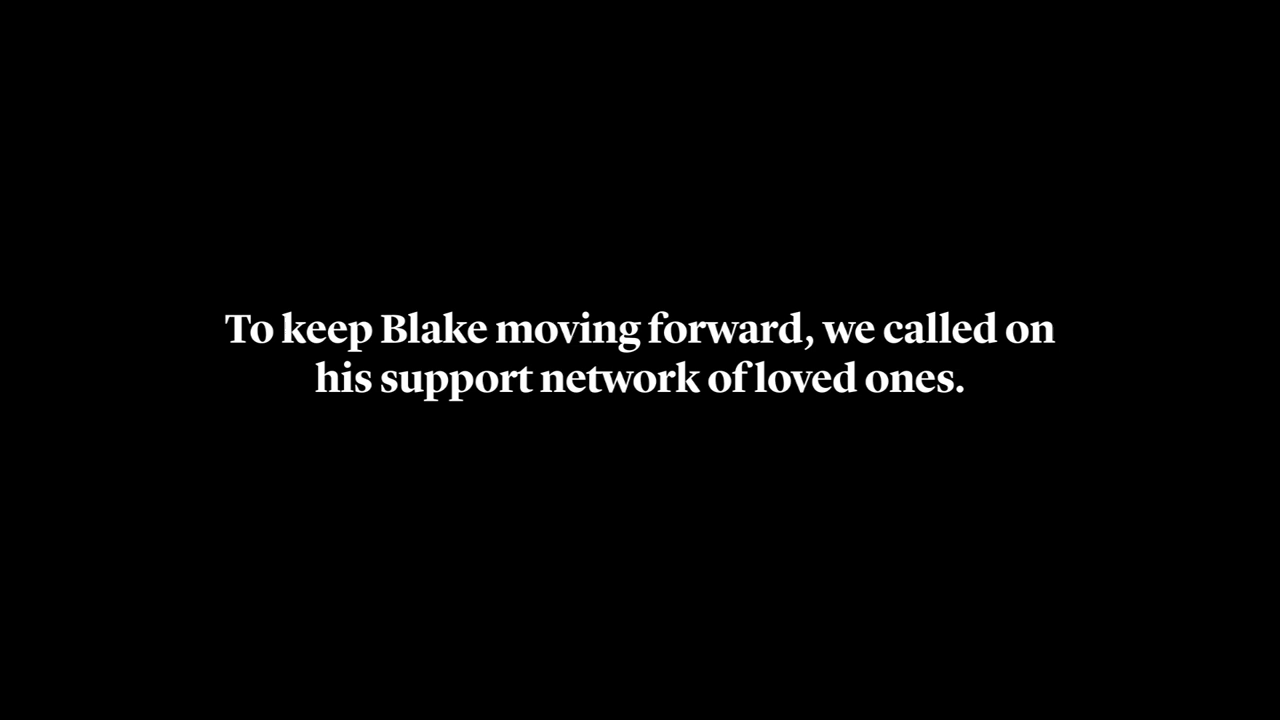 To keep Blake moving forward, we called on
his support network of loved ones.